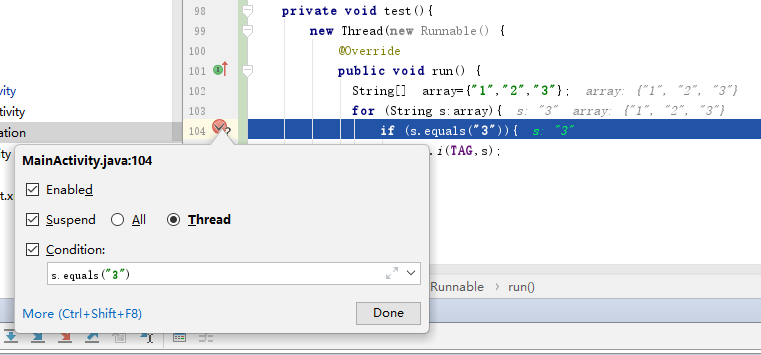 98 private void test(){
99 new Thread(new Runnable() {
100 @Override
101 public void run() {
102 String[] array={"1","2","3"}; array: {"1", "2", "3"}
103 for (String s:array){ s: "3" array: {"1", "2", "3"}
104 ? if (s.equals("3")){ s: "3"
.i(TAG,s);
vity
tivity
ation
ity
t.x
MainActivity.java:104
Enabled
Suspend All Thread
Condition:
s.equals("3")
More (Ctrl+Shift+F8) Done
Runnable › run()